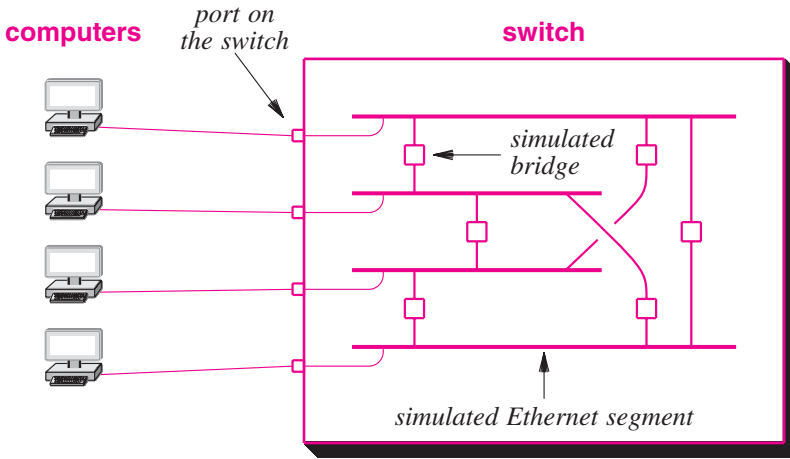 port on
the switch
computers
switch
simulated
bridge
simulated Ethernet segment